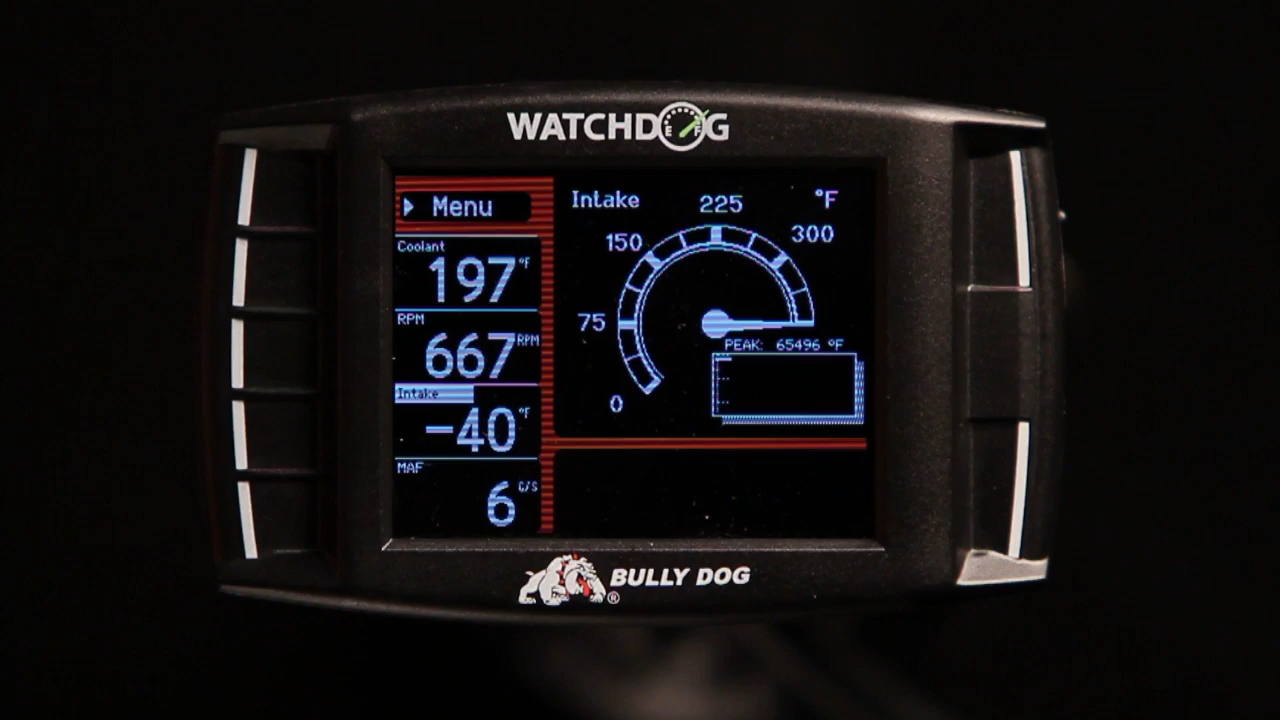 WATCHDOG
Menu
Coolant
197 °F
RPM
667 RPM
Intake
-40 °F
MAF
6 G/S
Intake
°F
0
75
150
225
300
PEAK: 65496 °F
BULLY DOG ®